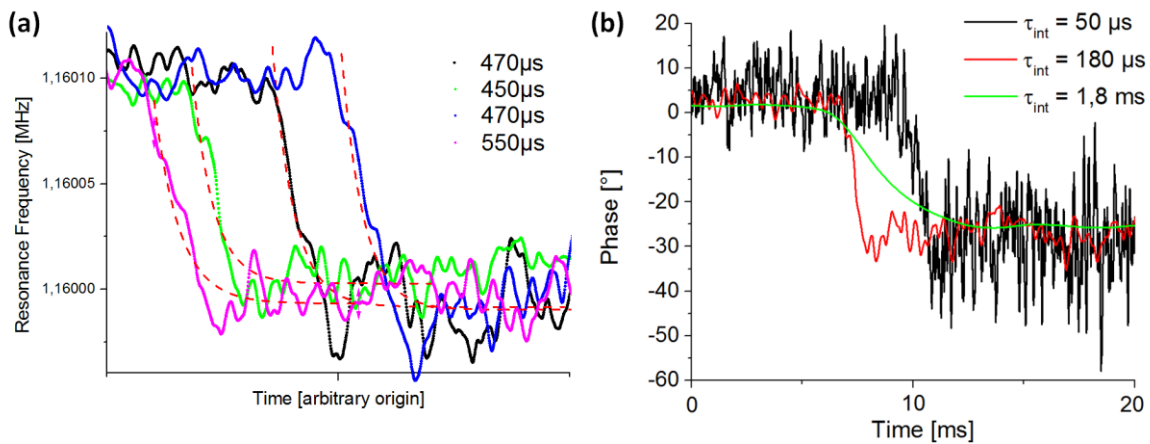 (a)
Resonance Frequency [MHz]
1,16010
1,16005
1,16000
470µs
450µs
470µs
550µs
Time [arbitrary origin]
(b)
Phase [°]
20
10
0
-10
-20
-30
-40
-50
-60
τint = 50 µs
τint = 180 µs
τint = 1,8 ms
0
10
20
Time [ms]